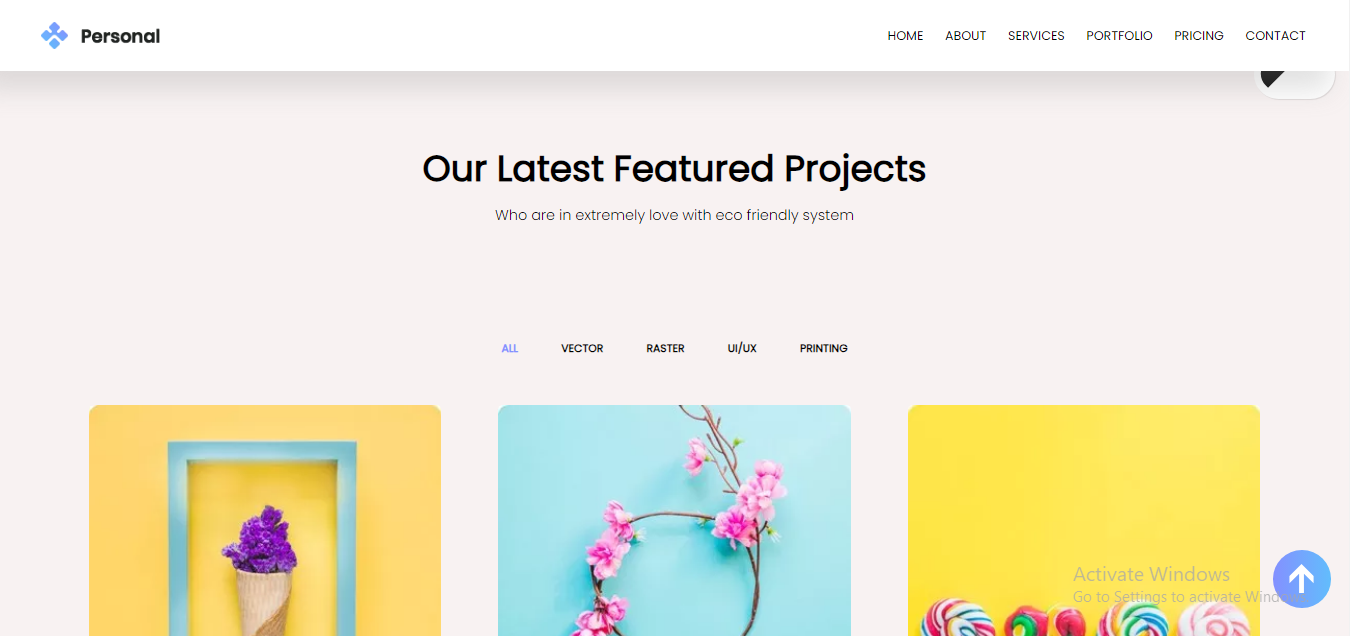 Personal
HOME ABOUT SERVICES PORTFOLIO PRICING CONTACT
Our Latest Featured Projects
Who are in extremely love with eco friendly system
ALL VECTOR RASTER UI/UX PRINTING
Activate Windows
Go to Settings to activate Windows.